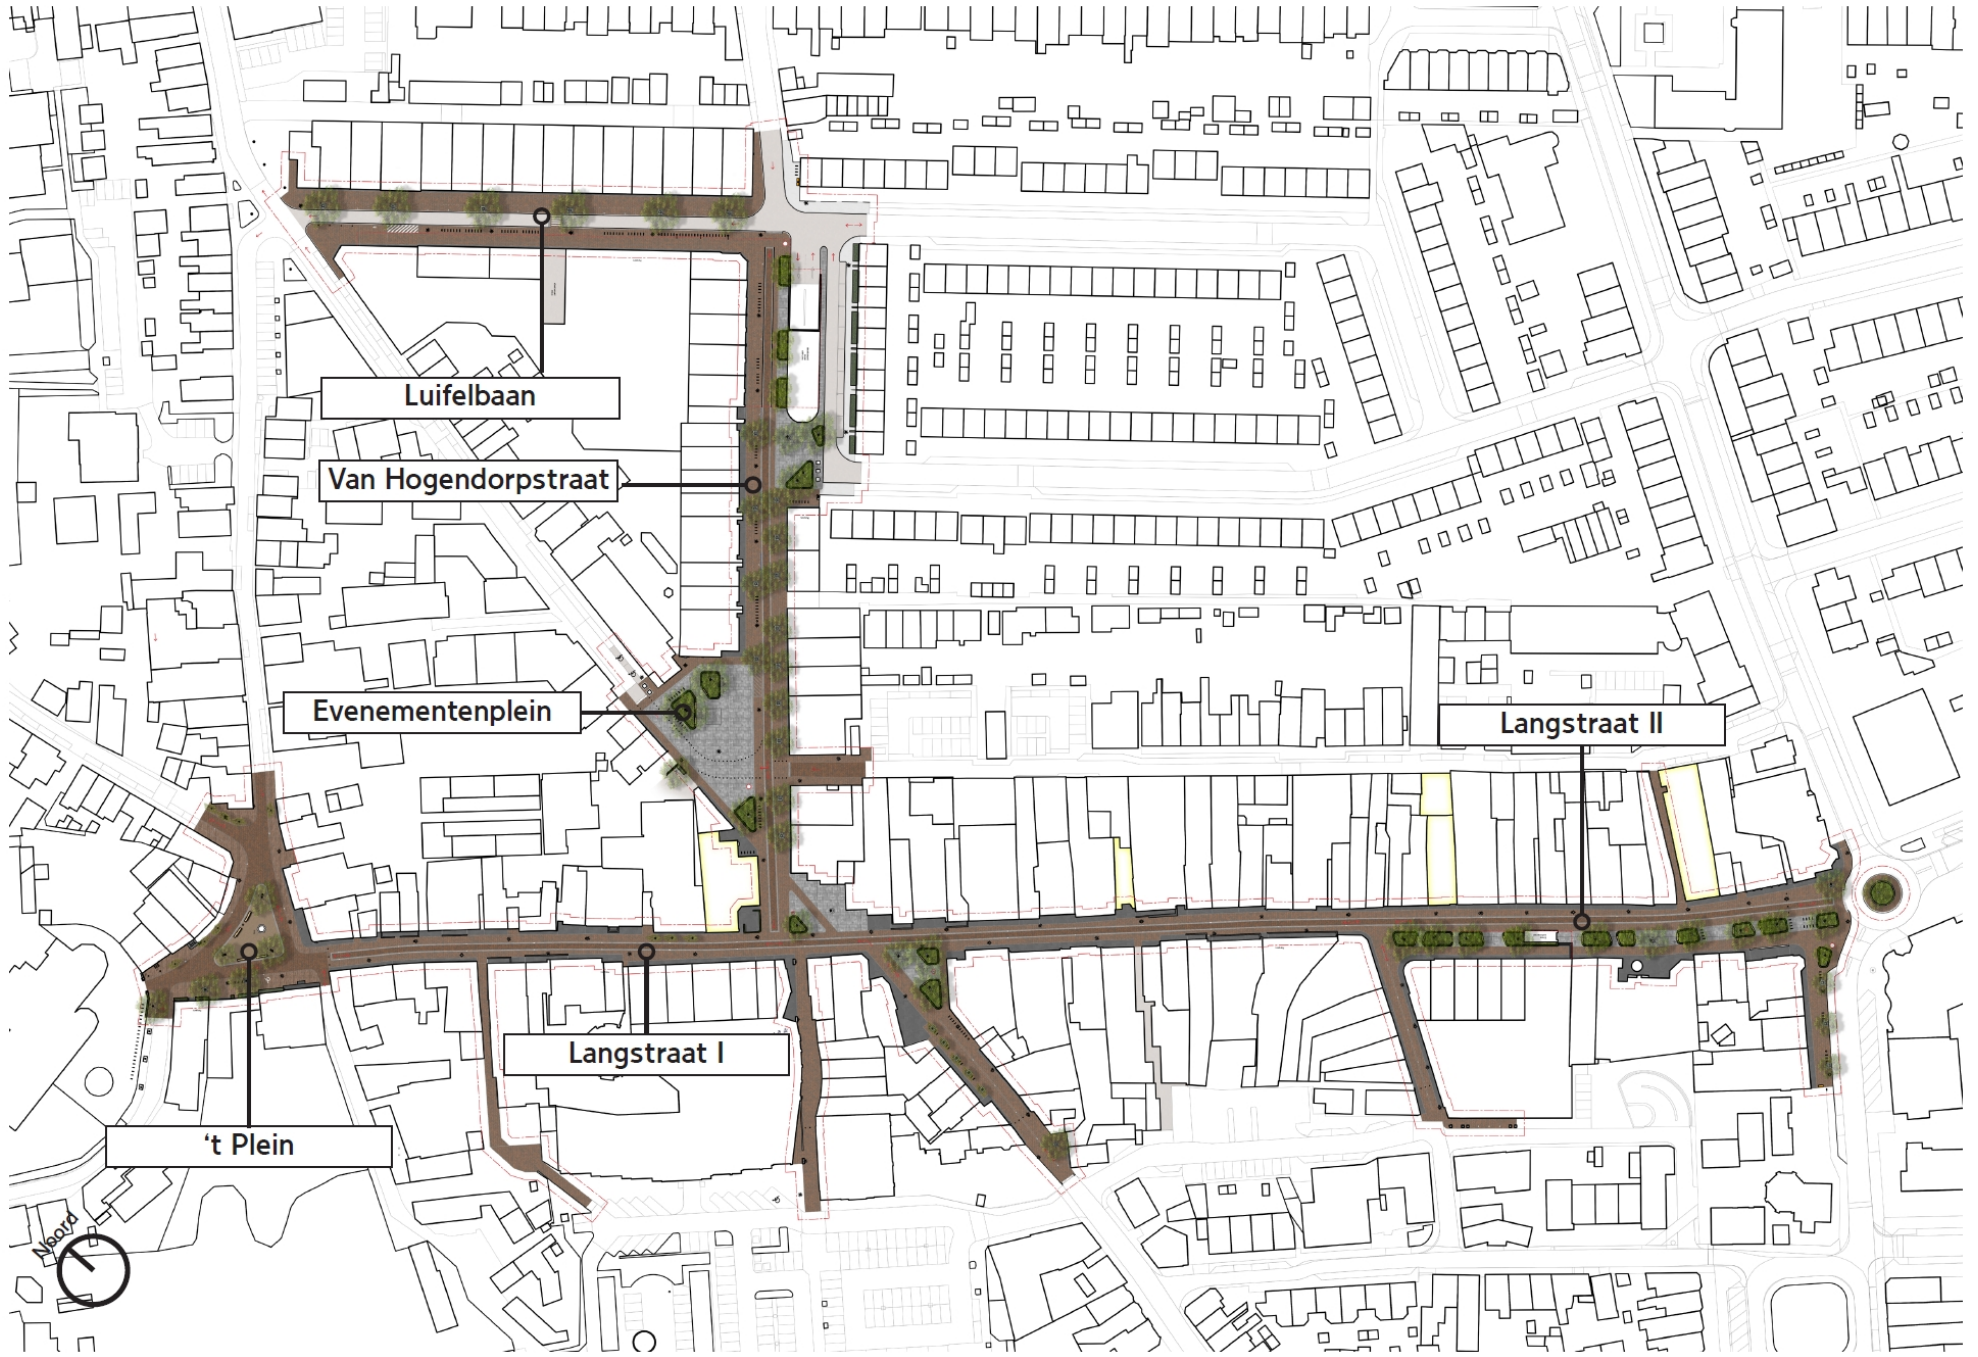 Luifelbaan
Van Hogendorpstraat
Evenementenplein
Langstraat II
Langstraat I
‘t Plein
Noord